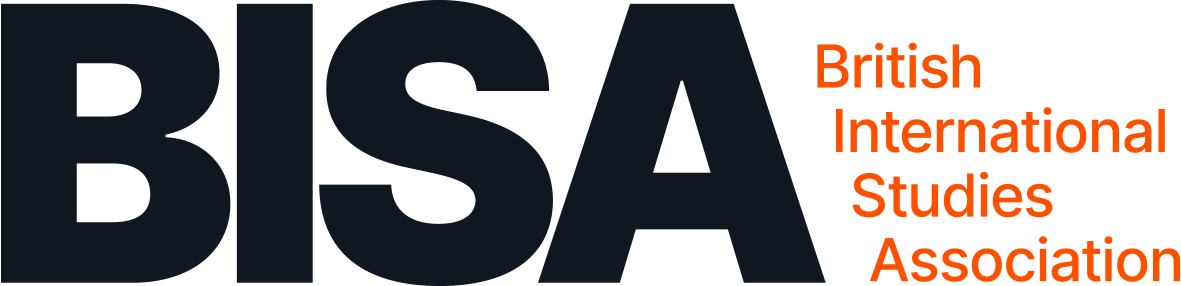 BISA
British
International
Studies
Association